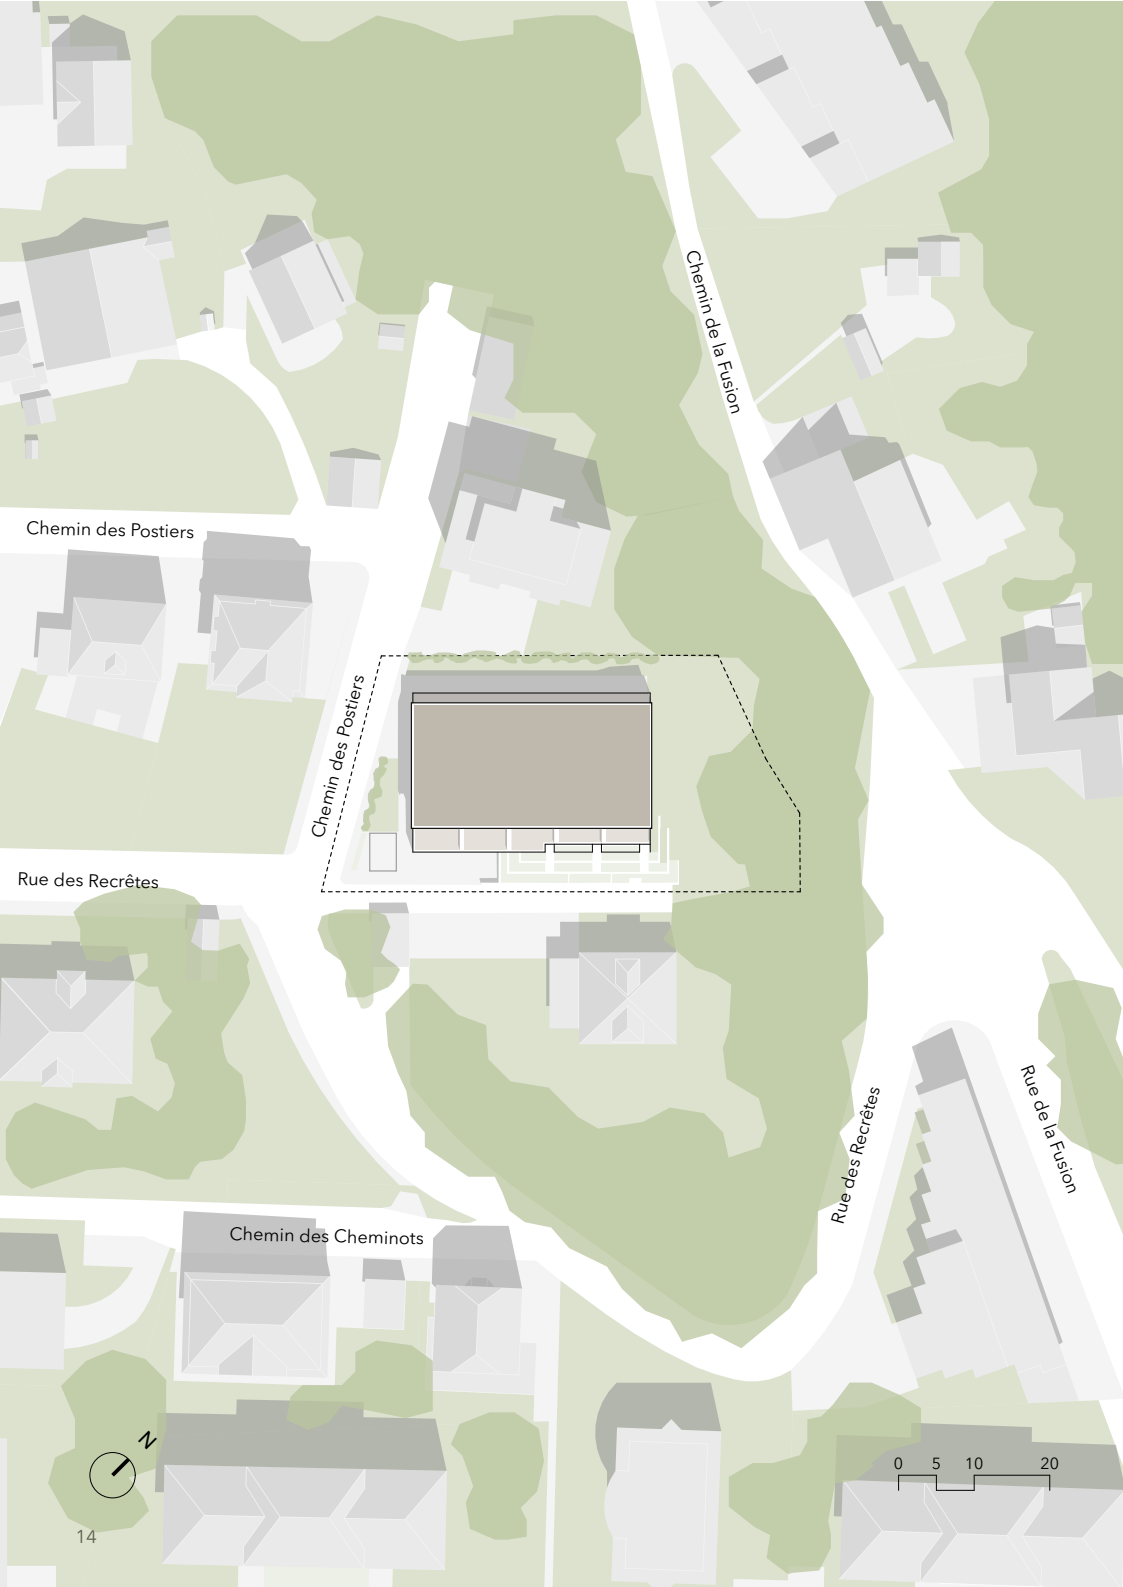 Chemin de la Fusion
Chemin des Postiers
Chemin des Postiers
Rue des Recrêtes
Rue de la Fusion
Rue des Recrêtes
Chemin des Cheminots
N
0 5 10 20
14